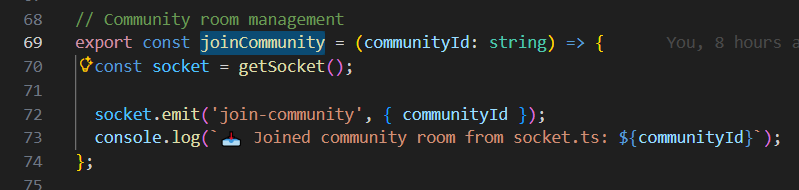 68 // Community room management
69 export const joinCommunity = (communityId: string) => { You, 8 hours a
70 const socket = getSocket();
71
72 socket.emit('join-community', { communityId });
73 console.log(`📥 Joined community room from socket.ts: ${communityId}`);
74 };
75